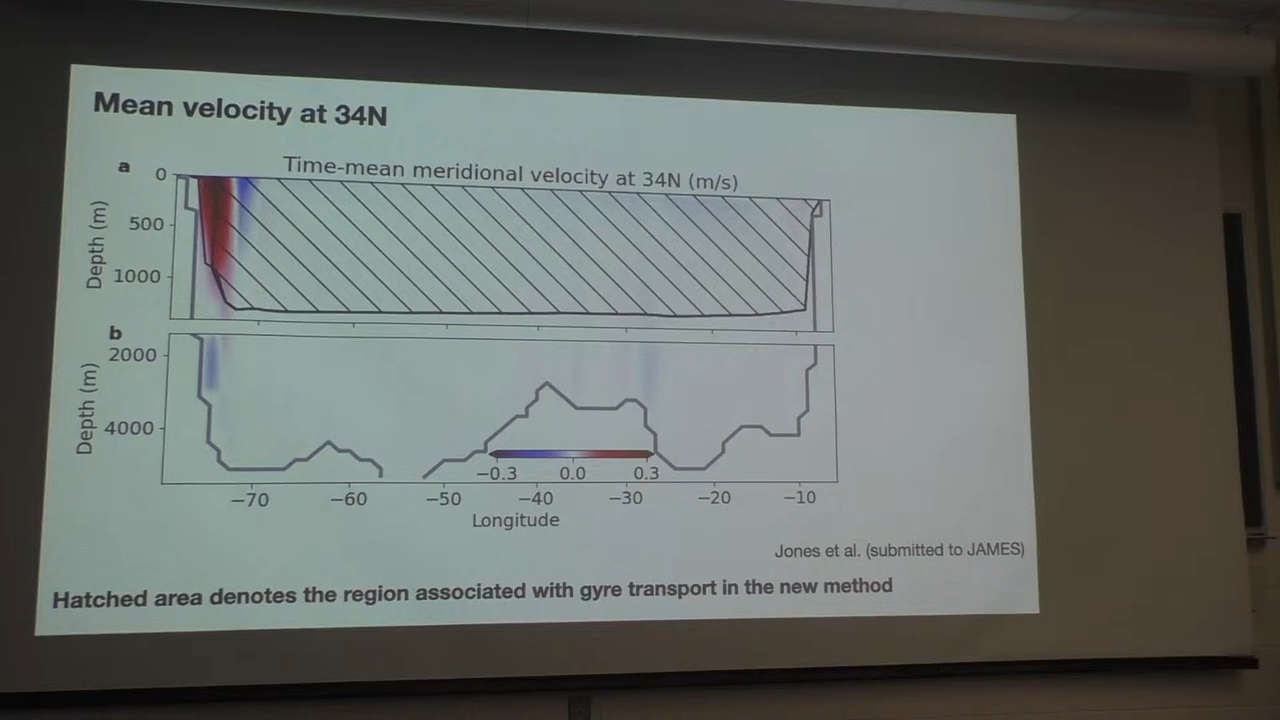 Mean velocity at 34N
a
Time-mean meridional velocity at 34N (m/s)
0
500
1000
Depth (m)
b
2000
4000
Depth (m)
−0.3 0.0 0.3
−70 −60 −50 −40 −30 −20 −10
Longitude
Jones et al. (submitted to JAMES)
Hatched area denotes the region associated with gyre transport in the new method